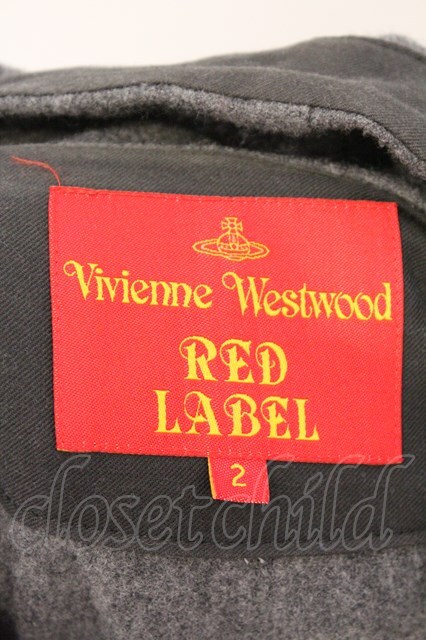 Vivienne Westwood
RED
LABEL
2
closetchild